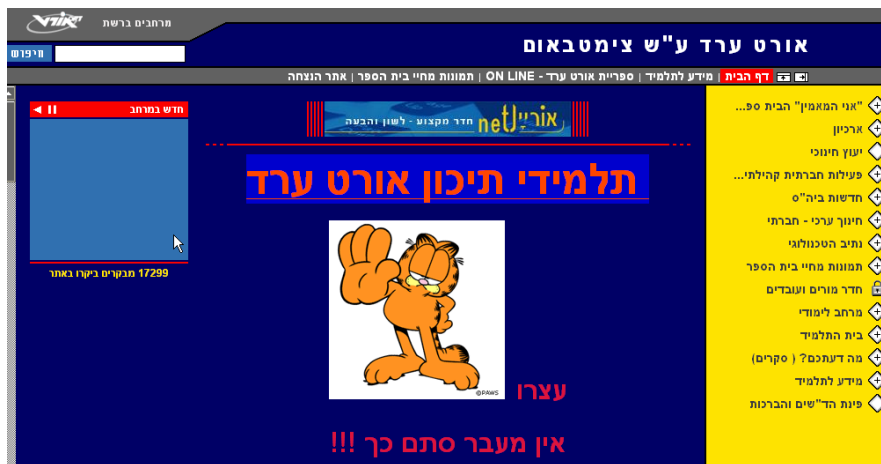 מרחבים ברשת
אורט
חיפוש
אורט ערד ע"ש צימטבאום
דף הבית | מידע לתלמיד | ספריית אורט ערד - ON LINE | תמונות מחיי בית הספר | אתר הנצחה
"אני המאמין" הבית ספ...
ארכיון
יעוץ חינוכי
פעילות חברתית קהילתי...
חדשות ביה"ס
חינוך ערכי - חברתי
נתיב הטכנולוגי
תמונות מחיי בית הספר
חדר מורים ועובדים
מרחב לימודי
בית התלמיד
מה דעתכם? ( סקרים)
מידע לתלמיד
פינת הד"שים והברכות
אוריינNet חדר מקצוע - לשון והבעה
תלמידי תיכון אורט ערד
©PAWS
עצרו
אין מעבר סתם כך !!!
חדש במרחב
17299 מבקרים ביקרו באתר